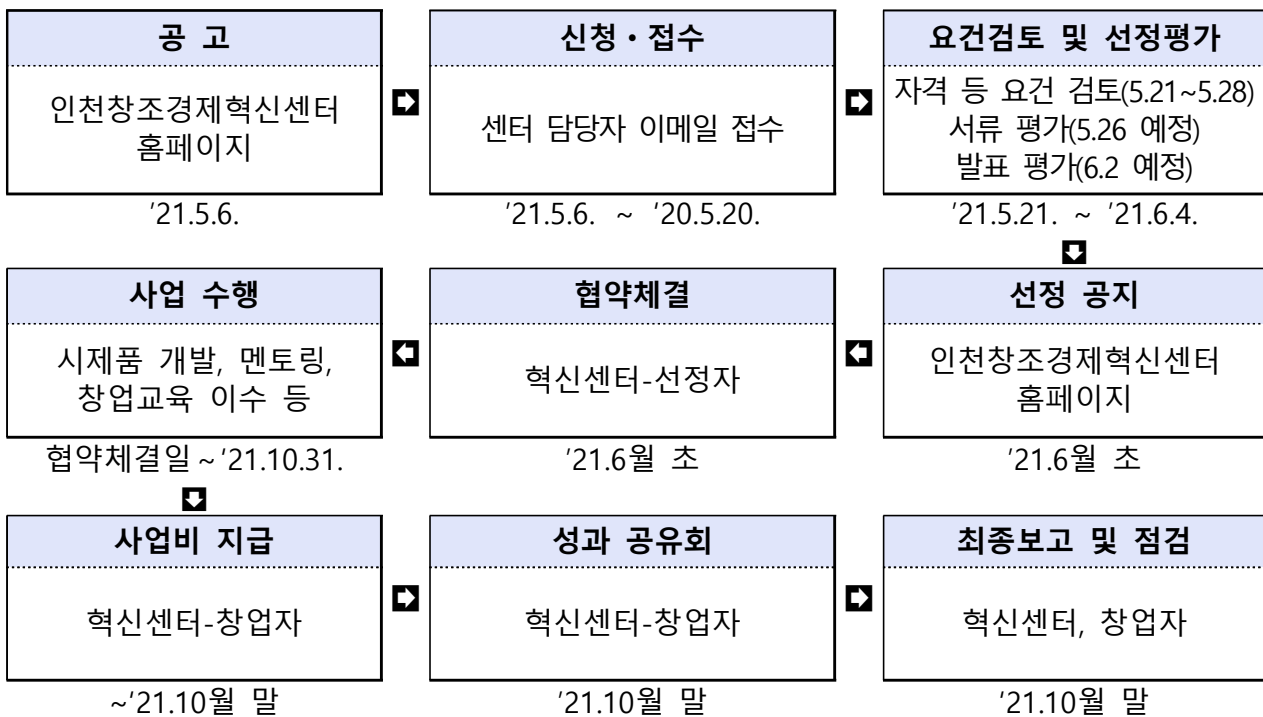 공 고
인천창조경제혁신센터
홈페이지
'21.5.6.
신청・접수
센터 담당자 이메일 접수
'21.5.6. ~ '20.5.20.
요건검토 및 선정평가
자격 등 요건 검토(5.21~5.28)
서류 평가(5.26 예정)
발표 평가(6.2 예정)
'21.5.21. ~ '21.6.4.
선정 공지
인천창조경제혁신센터
홈페이지
'21.6월 초
협약체결
혁신센터-선정자
'21.6월 초
사업 수행
시제품 개발, 멘토링,
창업교육 이수 등
협약체결일 ~ '21.10.31.
사업비 지급
혁신센터-창업자
~'21.10월 말
성과 공유회
혁신센터-창업자
'21.10월 말
최종보고 및 점검
혁신센터, 창업자
'21.10월 말